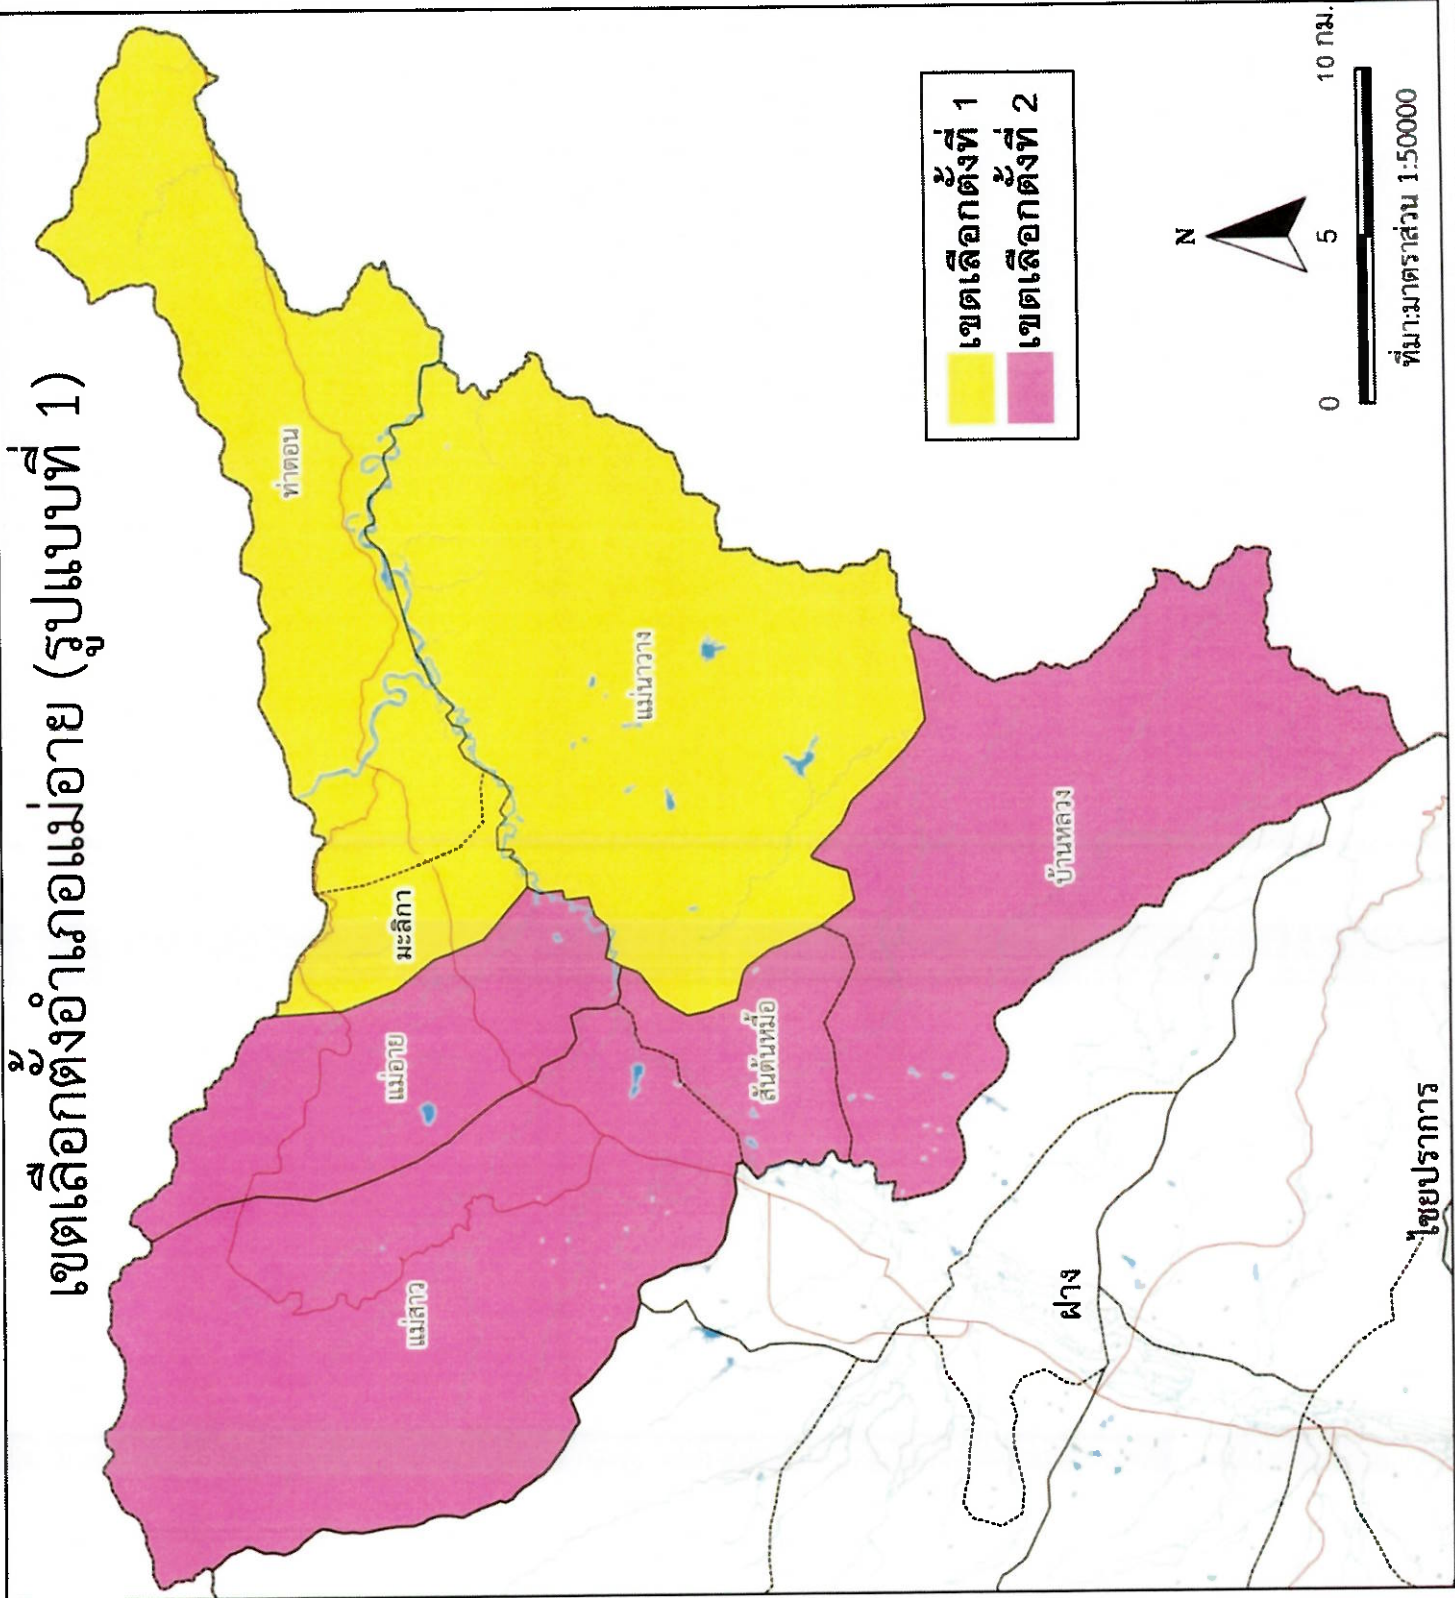 เขตเลือกตั้งอำเภอแม่อาย (รูปแบบที่ 1)
ท่าตอน
มะลิกา
แม่อาย
แม่นาวาง
แม่สาว
สันต้นหมื้อ
บ้านหลวง
ฝาง
ไชยปราการ
เขตเลือกตั้งที่ 1
เขตเลือกตั้งที่ 2
N
0 5 10 กม.
ที่มา:มาตราส่วน 1:50000